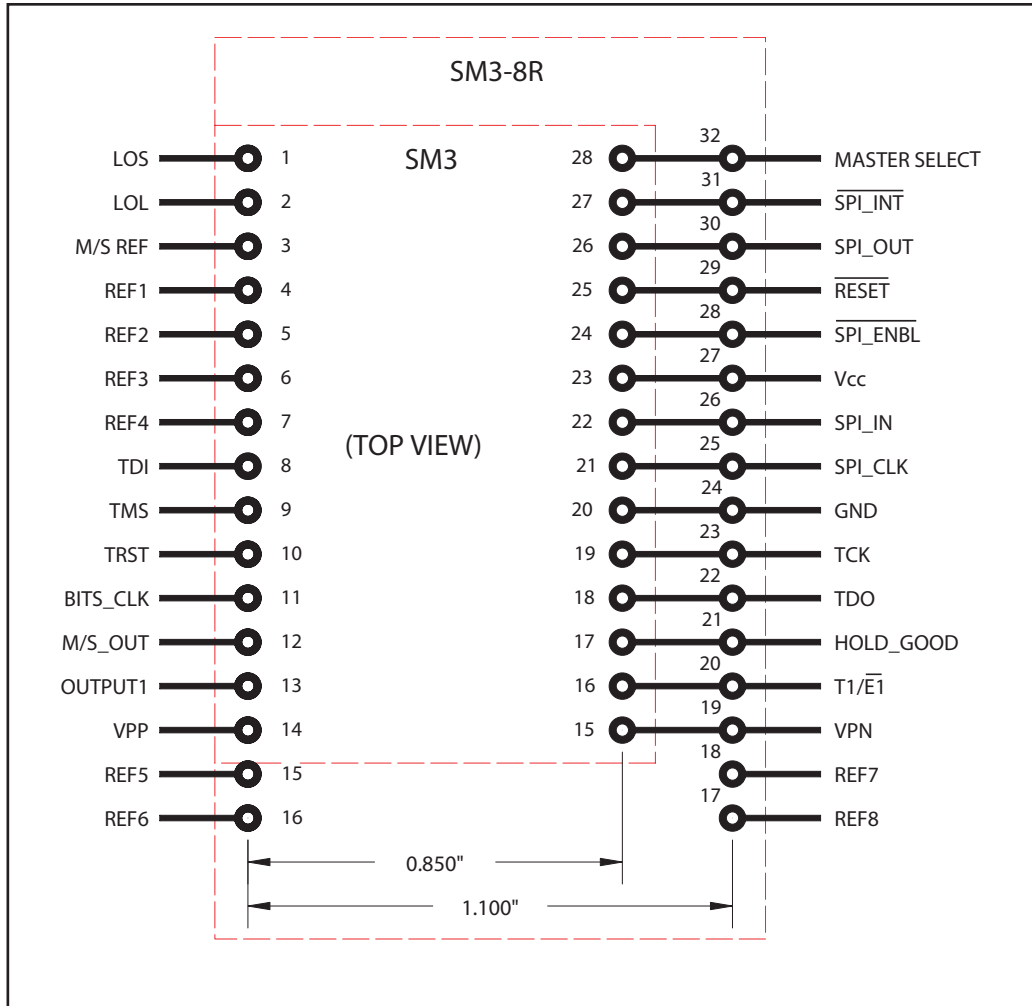 SM3-8R
SM3
LOS 1 28 32 MASTER SELECT
LOL 2 27 31 SPI_INT
M/S REF 3 26 30 SPI_OUT
REF1 4 25 29 RESET
REF2 5 24 28 SPI_ENBL
REF3 6 23 27 Vcc
REF4 7 22 26 SPI_IN
(TOP VIEW)
TDI 8 21 25 SPI_CLK
TMS 9 20 24 GND
TRST 10 19 23 TCK
BITS_CLK 11 18 22 TDO
M/S_OUT 12 17 21 HOLD_GOOD
OUTPUT1 13 16 20 T1/E1
VPP 14 15 19 VPN
REF5 15 18 REF7
REF6 16 17 REF8
0.850"
1.100"